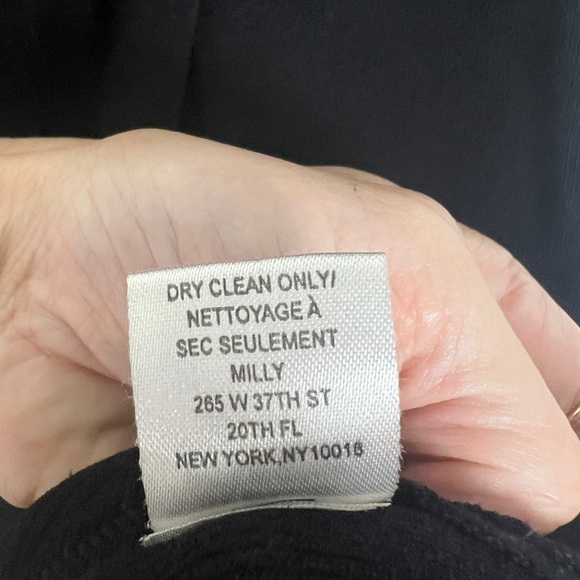 DRY CLEAN ONLY/
NETTOYAGE À
SEC SEULEMENT
MILLY
265 W 37TH ST
20TH FL
NEW YORK,NY10018